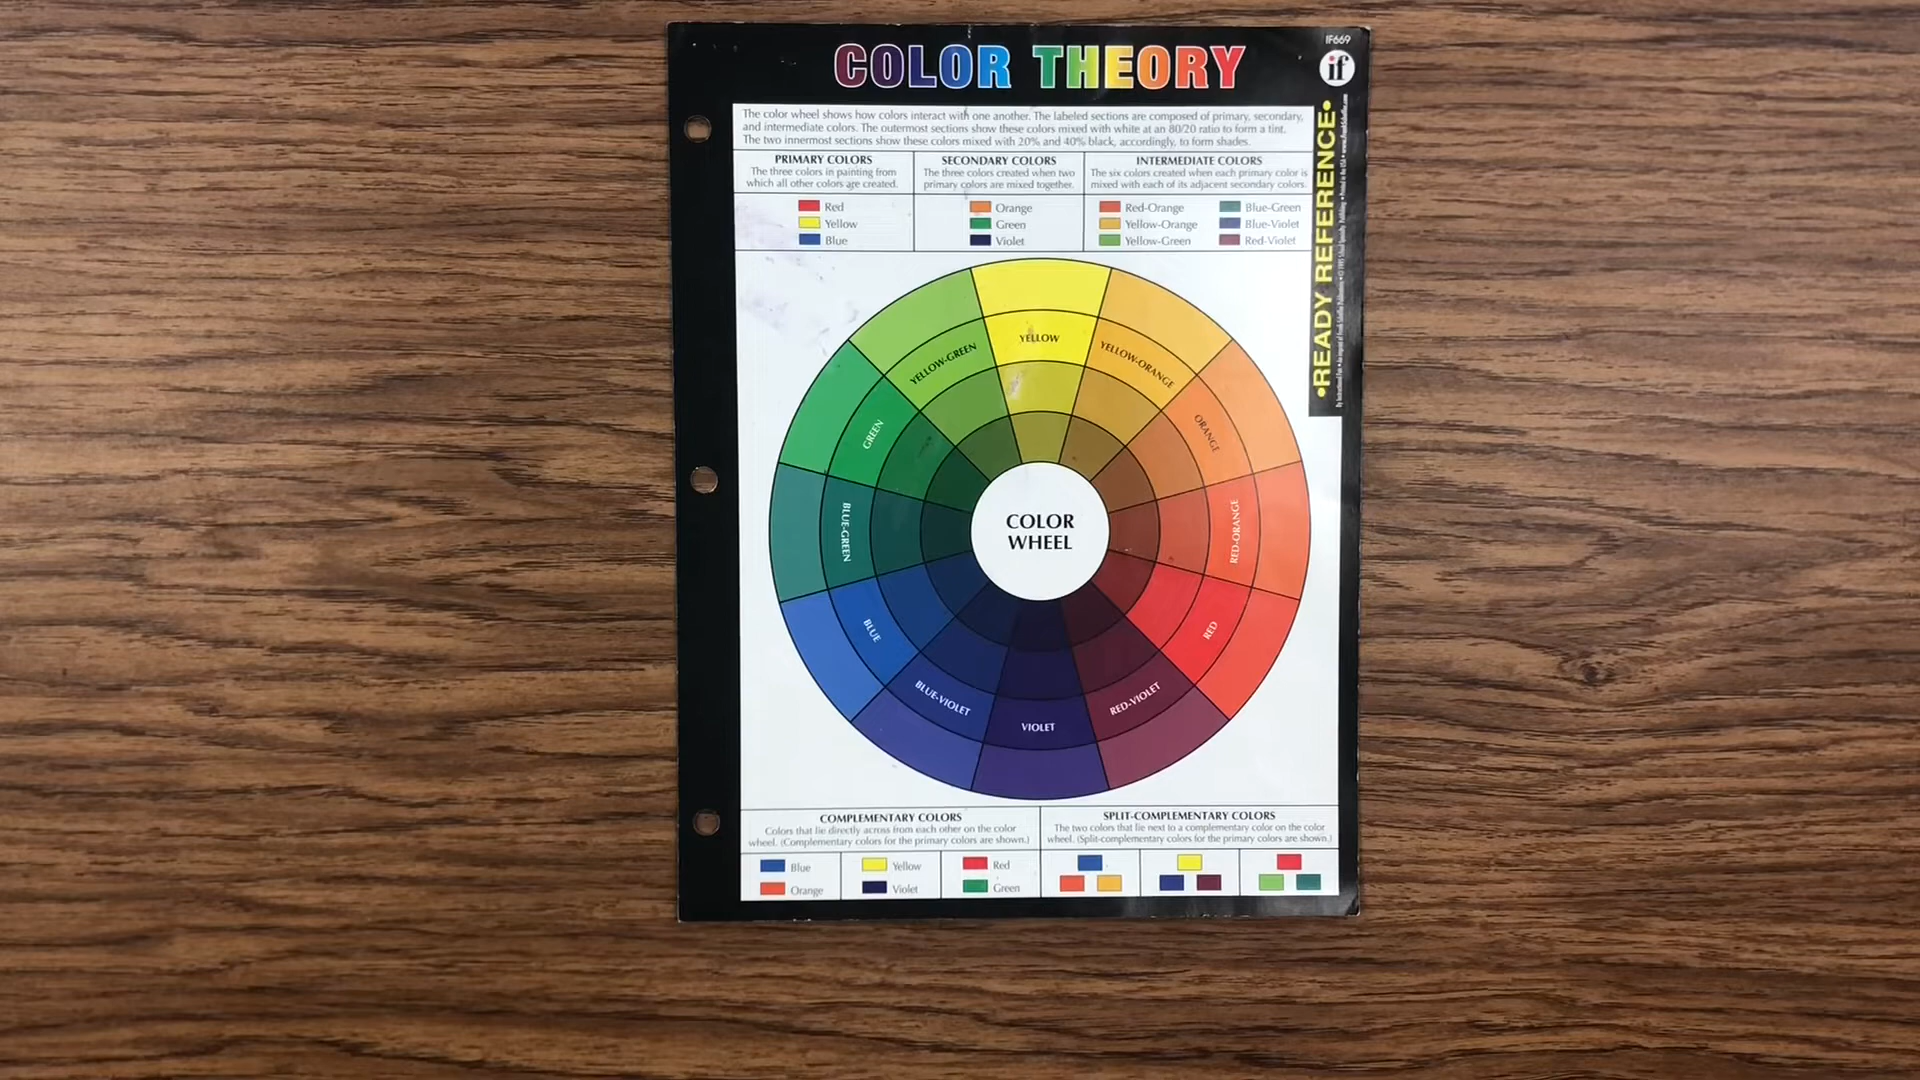 COLOR THEORY
IF669
if
The color wheel shows how colors interact with one another. The labeled sections are composed of primary, secondary,
and intermediate colors. The outermost sections show these colors mixed with white at an 80/20 ratio to form a tint.
The two innermost sections show these colors mixed with 20% and 40% black, accordingly, to form shades.
PRIMARY COLORS
The three colors in painting from
which all other colors are created.
Red
Yellow
Blue
SECONDARY COLORS
The three colors created when two
primary colors are mixed together.
Orange
Green
Violet
INTERMEDIATE COLORS
The six colors created when each primary color is
mixed with each of its adjacent secondary colors.
Red-Orange
Yellow-Orange
Yellow-Green
Blue-Green
Blue-Violet
Red-Violet
•READY REFERENCE•
YELLOW
YELLOW-ORANGE
ORANGE
RED-ORANGE
RED
RED-VIOLET
VIOLET
BLUE-VIOLET
BLUE
BLUE-GREEN
GREEN
YELLOW-GREEN
COLOR
WHEEL
COMPLEMENTARY COLORS
Colors that lie directly across from each other on the color
wheel. (Complementary colors for the primary colors are shown.)
Blue
Orange
Yellow
Violet
Red
Green
SPLIT-COMPLEMENTARY COLORS
The two colors that lie next to a complementary color on the color
wheel. (Split-complementary colors for the primary colors are shown.)